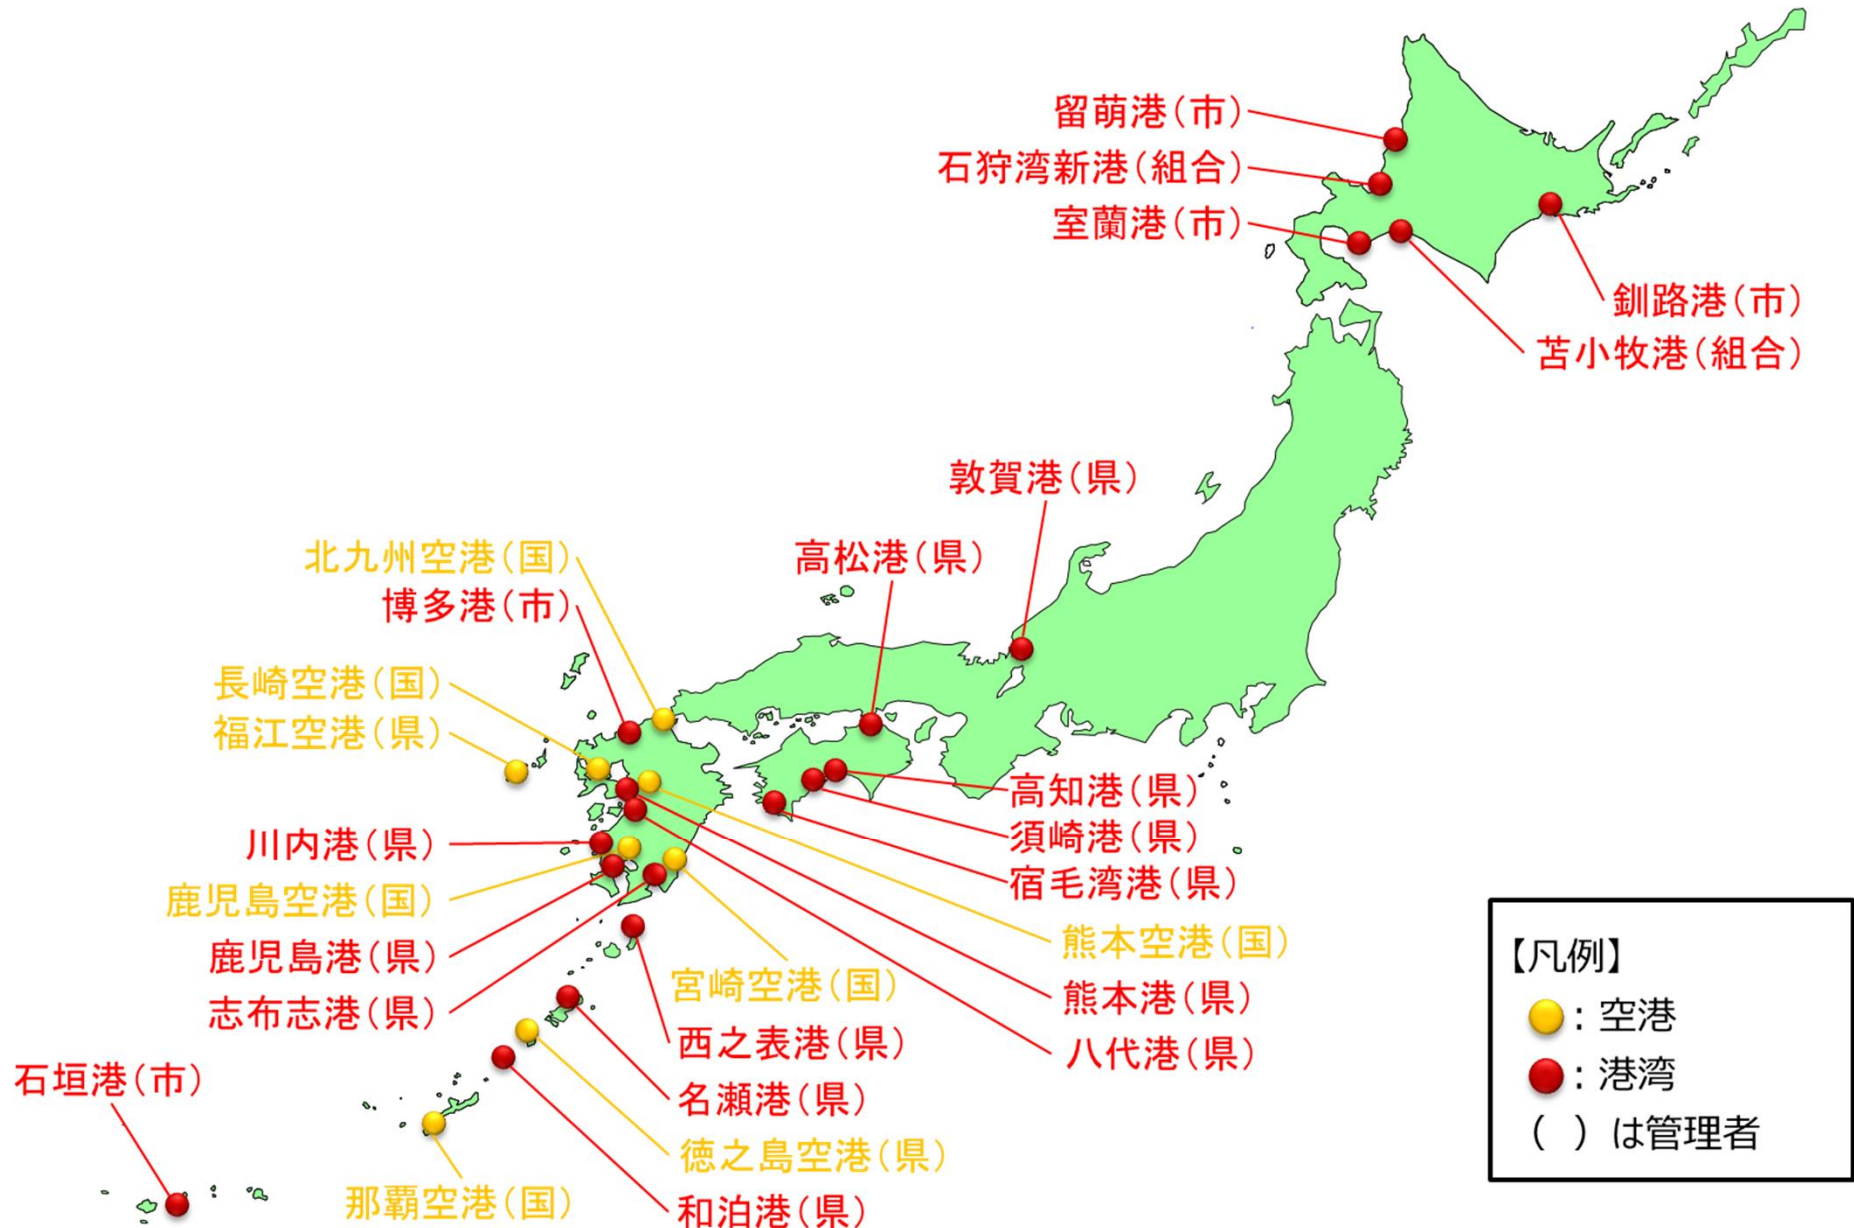 留萌港(市)
石狩湾新港(組合)
室蘭港(市)
釧路港(市)
苫小牧港(組合)
敦賀港(県)
高松港(県)
北九州空港(国)
博多港(市)
長崎空港(国)
福江空港(県)
高知港(県)
須崎港(県)
宿毛湾港(県)
川内港(県)
鹿児島空港(国)
鹿児島港(県)
志布志港(県)
熊本空港(国)
宮崎空港(国)
熊本港(県)
西之表港(県)
八代港(県)
名瀬港(県)
徳之島空港(県)
和泊港(県)
石垣港(市)
那覇空港(国)
【凡例】
:空港
:港湾
( )は管理者